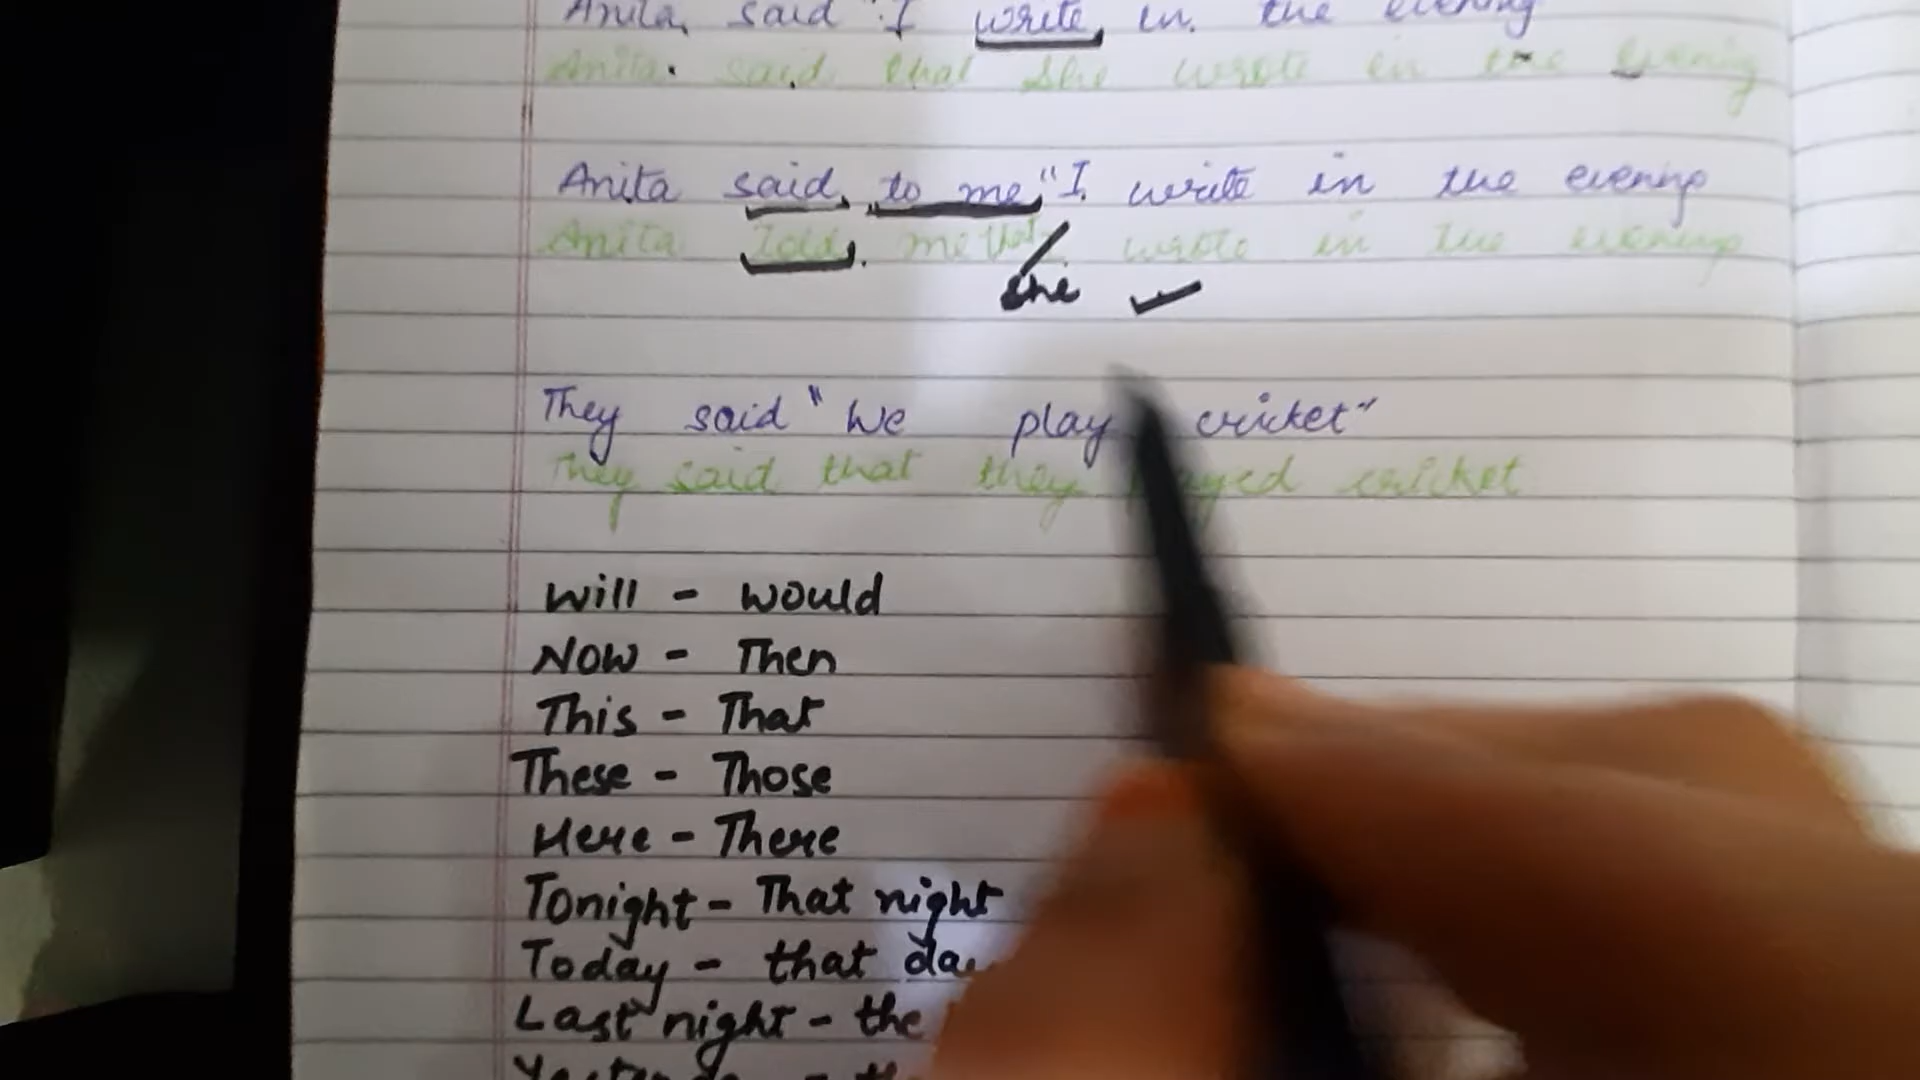 Anita said "I write in the evening
Anita said that She wrote in the evening
Anita said to me "I write in the evening
Anita Told me that wrote in the evening
She
They said "We play cricket"
They said that they played cricket
Will - Would
Now - Then
This - That
These - Those
Here - There
Tonight - That night
Today - that
Last night - the